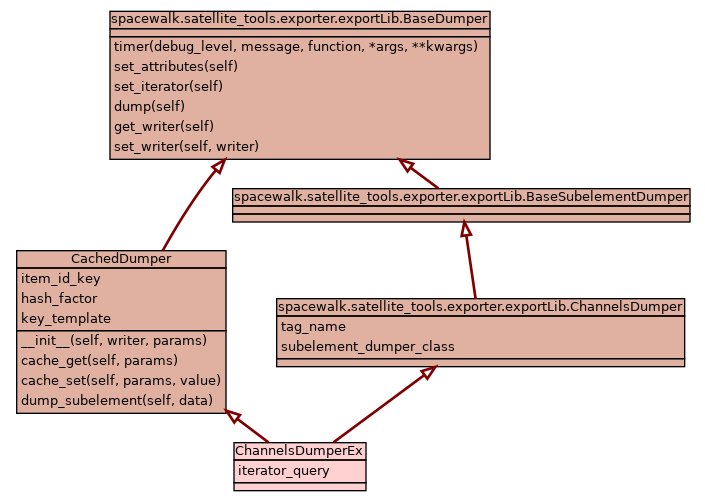 spacewalk.satellite_tools.exporter.exportLib.BaseDumper
timer(debug_level, message, function, *args, **kwargs)
set_attributes(self)
set_iterator(self)
dump(self)
get_writer(self)
set_writer(self, writer)
spacewalk.satellite_tools.exporter.exportLib.BaseSubelementDumper
CachedDumper
item_id_key
hash_factor
key_template
__init__(self, writer, params)
cache_get(self, params)
cache_set(self, params, value)
dump_subelement(self, data)
spacewalk.satellite_tools.exporter.exportLib.ChannelsDumper
tag_name
subelement_dumper_class
ChannelsDumperEx
iterator_query